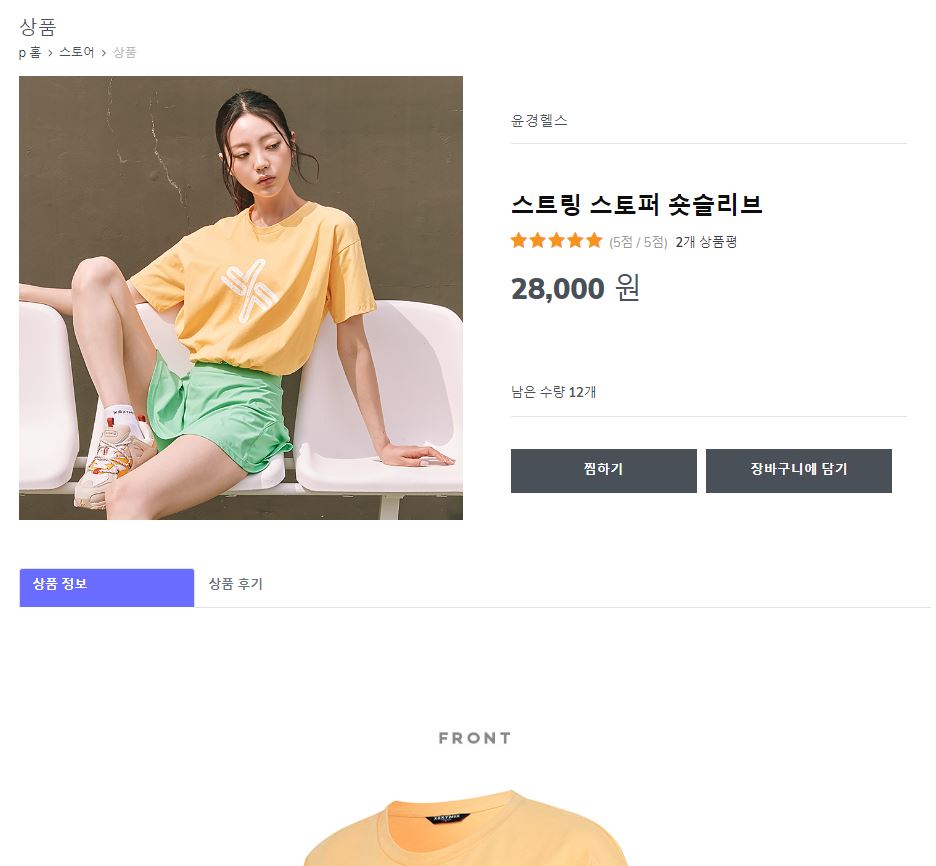 상품
p 홈 > 스토어 > 상품
윤경헬스
스트링 스토퍼 숏슬리브
(5점 / 5점) 2개 상품평
28,000 원
남은 수량 12개
찜하기
장바구니에 담기
상품 정보
상품 후기
FRONT
XEXYMIX